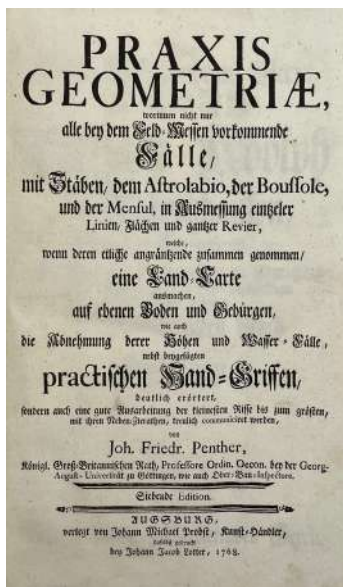 PRAXIS
GEOMETRIÆ,
worinnen nicht nur
alle bey dem Feld-Messen vorkommende
Fälle/
mit Stäben/ dem Astrolabio, der Boussole,
und der Mensul, in Ausmessung eintzeler
Linien/ Flächen und gantzer Revier,
welche,
wenn deren etliche angräntzende zusammen genommen/
eine Land-Carte
ausmachen,
auf ebenen Boden und Gebürgen,
wie auch
die Abnehmung derer Höhen und Wasser-Fälle,
nebst beygefügten
practischen Hand-Griffen,
deutlich erörtert,
sondern auch eine gute Ausarbeitung der kleinesten Risse bis zum grösten,
mit ihren Neben-Zierathen, treulich communiciret werden,
von
Joh. Friedr. Penther,
Königl. Groß-Britannischen Rath, Professore Ordin. Oecon. bey der Georg-
August-Universität zu Göttingen, wie auch Ober-Bau-Inspectore.
Siebende Edition.
AUGSBURG,
verlegt von Johann Michael Probst, Kunst-Händler,
gedruckt
bey Johann Jacob Lotter, 1768.